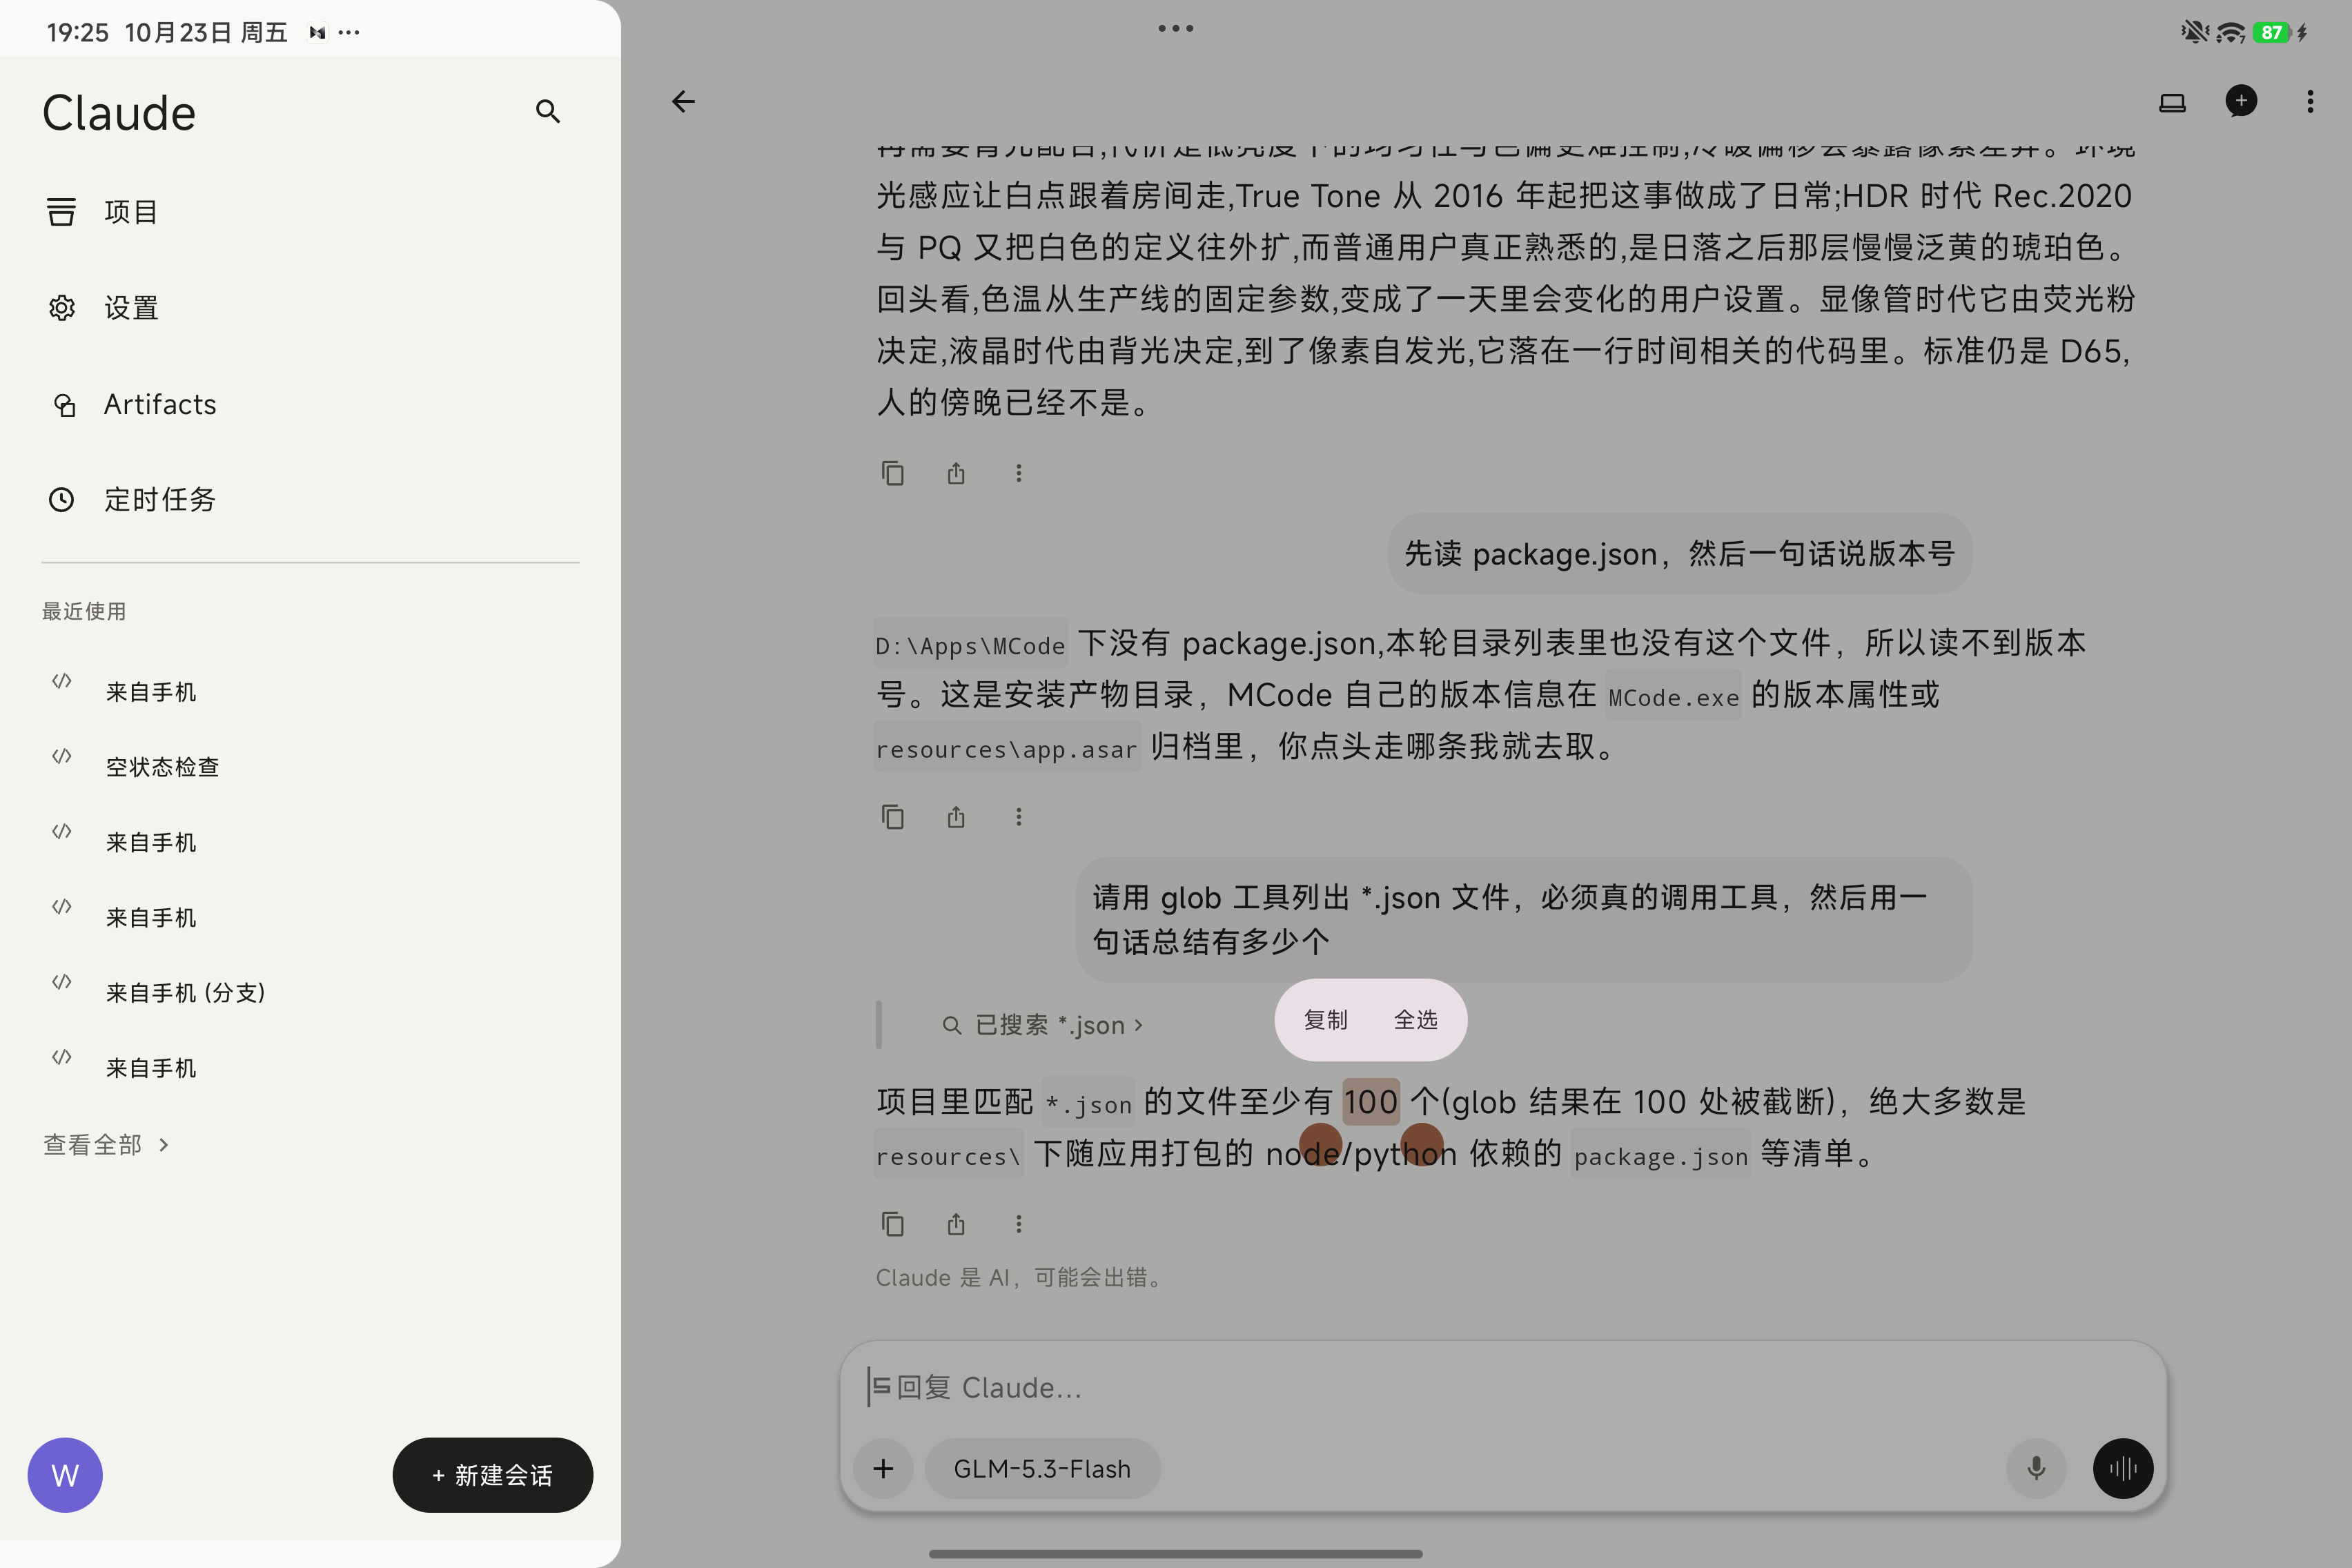 19:25 10月23日 周五
87
Claude
项目
设置
Artifacts
定时任务
最近使用
来自手机
空状态检查
来自手机
来自手机
来自手机 (分支)
来自手机
查看全部
W
+ 新建会话
光感应让白点跟着房间走,True Tone 从 2016 年起把这事做成了日常;HDR 时代 Rec.2020
与 PQ 又把白色的定义往外扩,而普通用户真正熟悉的,是日落之后那层慢慢泛黄的琥珀色。
回头看,色温从生产线的固定参数,变成了一天里会变化的用户设置。显像管时代它由荧光粉
决定,液晶时代由背光决定,到了像素自发光,它落在一行时间相关的代码里。标准仍是 D65,
人的傍晚已经不是。
先读 package.json，然后一句话说版本号
D:\Apps\MCode 下没有 package.json,本轮目录列表里也没有这个文件，所以读不到版本
号。这是安装产物目录，MCode 自己的版本信息在 MCode.exe 的版本属性或
resources\app.asar 归档里，你点头走哪条我就去取。
请用 glob 工具列出 *.json 文件，必须真的调用工具，然后用一
句话总结有多少个
已搜索 *.json
复制 全选
项目里匹配 *.json 的文件至少有 100 个(glob 结果在 100 处被截断)，绝大多数是
resources\ 下随应用打包的 node/python 依赖的 package.json 等清单。
Claude 是 AI，可能会出错。
回复 Claude...
GLM-5.3-Flash